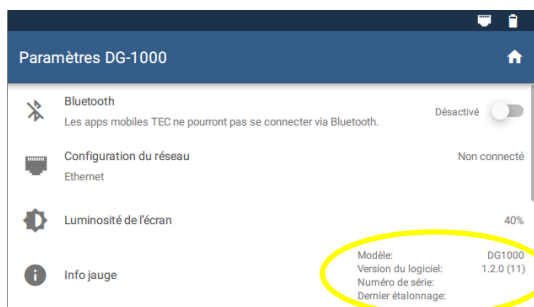 Paramètres DG-1000
Bluetooth
Les apps mobiles TEC ne pourront pas se connecter via Bluetooth.
Désactivé
Configuration du réseau
Ethernet
Non connecté
Luminosité de l'écran
40%
Info jauge
Modèle: DG1000
Version du logiciel: 1.2.0 (11)
Numéro de série:
Dernier étalonnage: